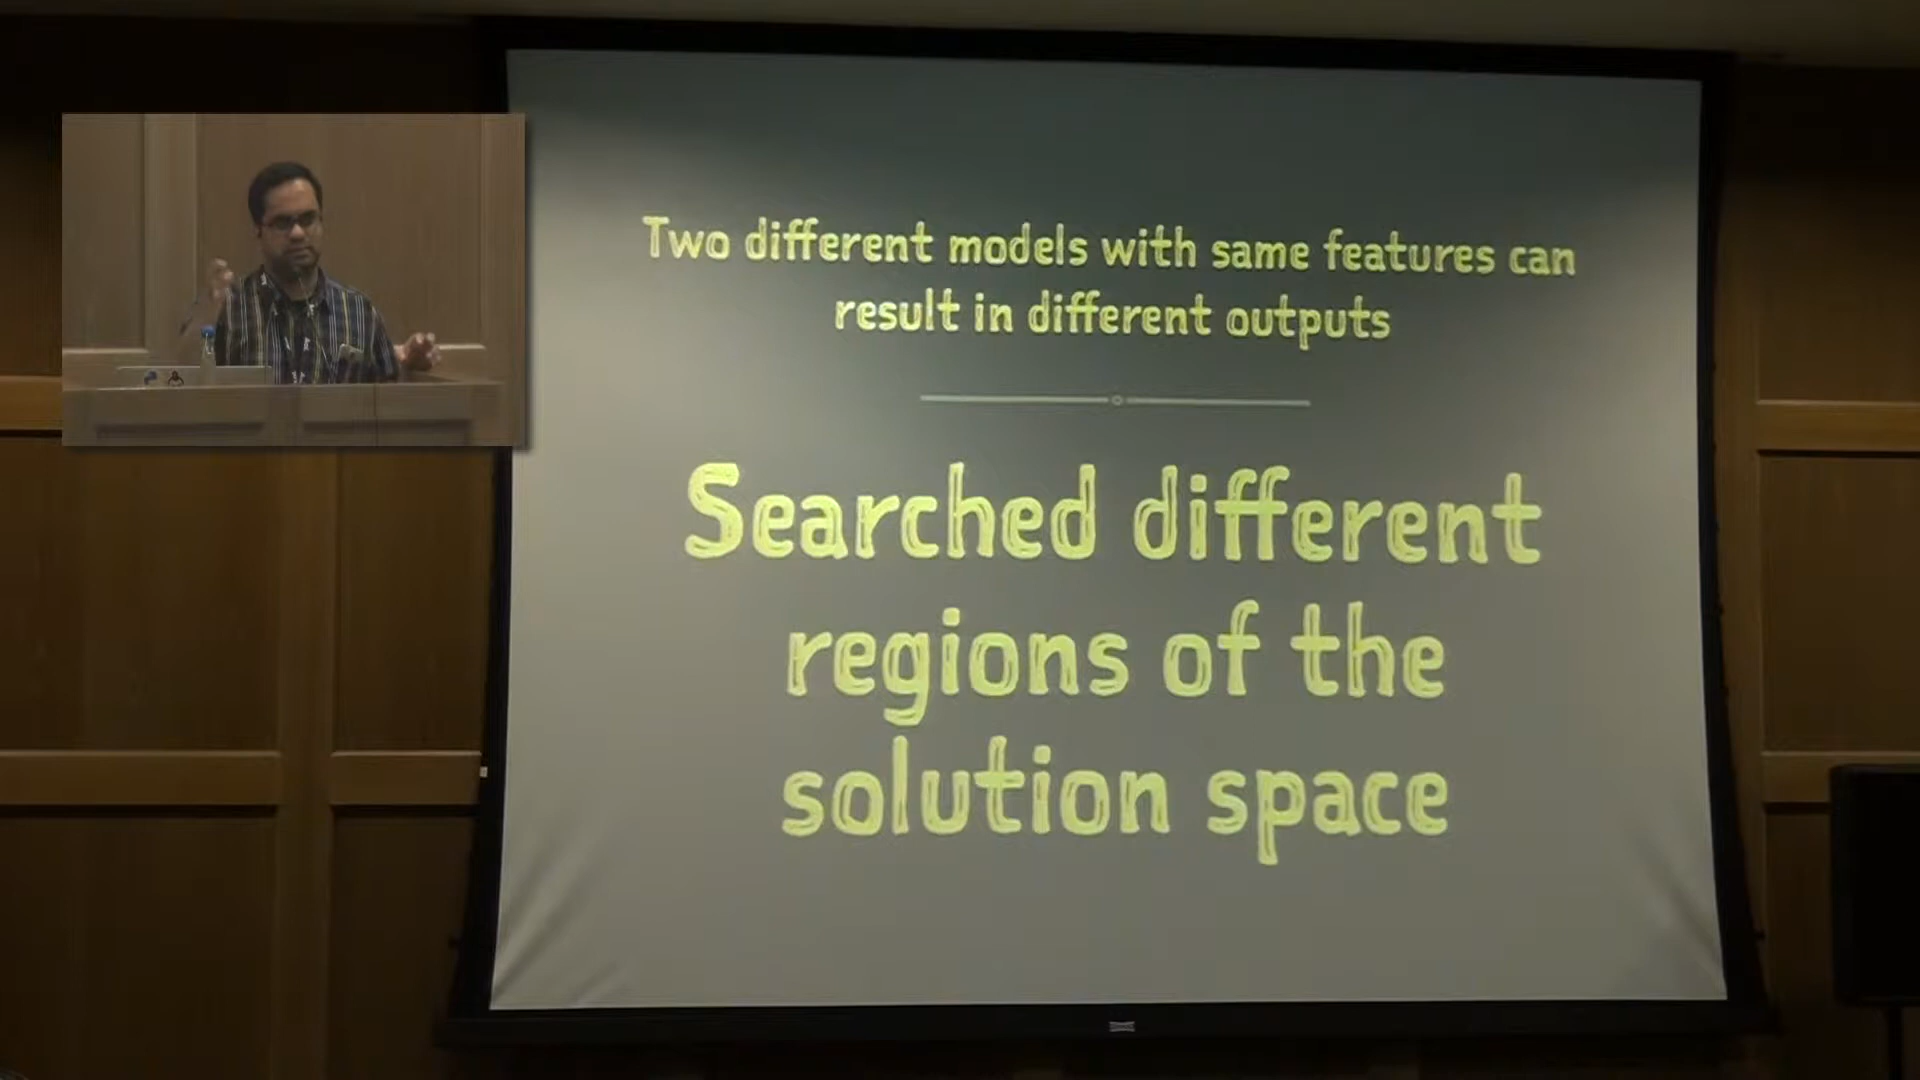 Two different models with same features can
result in different outputs
Searched different
regions of the
solution space